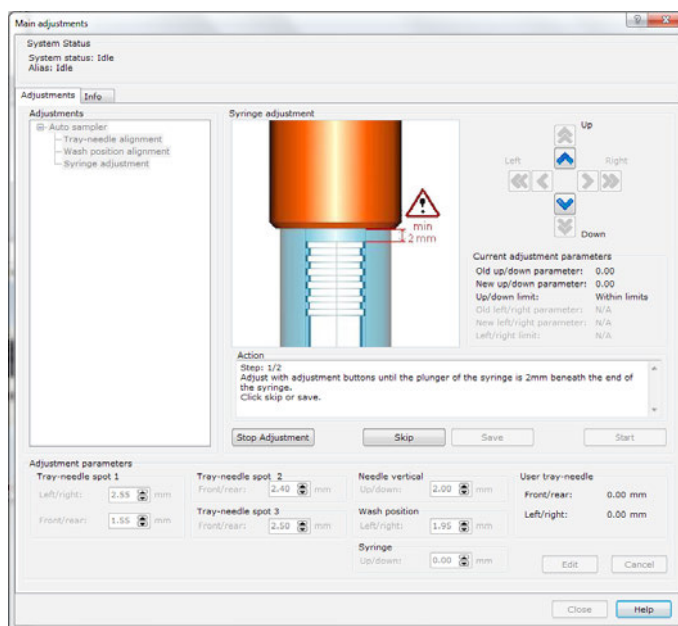 Main adjustments
System Status
System status: Idle
Alias: Idle
Adjustments
Info
Adjustments
Auto sampler
Tray-needle alignment
Wash position alignment
Syringe adjustment
Syringe adjustment
min
2mm
Up
Left
Right
Down
Current adjustment parameters
Old up/down parameter: 0.00
New up/down parameter: 0.00
Up/down limit: Within limits
Old left/right parameter: N/A
New left/right parameter: N/A
Left/right limit: N/A
Action
Step: 1/2
Adjust with adjustment buttons until the plunger of the syringe is 2mm beneath the end of
the syringe.
Click skip or save.
Stop Adjustment
Skip
Save
Start
Adjustment parameters
Tray-needle spot 1
Left/right: 2.55 mm
Front/rear: 1.55 mm
Tray-needle spot 2
Front/rear: 2.40 mm
Tray-needle spot 3
Front/rear: 2.50 mm
Needle vertical
Up/down: 2.00 mm
Wash position
Left/right: 1.95 mm
Syringe
Up/down: 0.00 mm
User tray-needle
Front/rear: 0.00 mm
Left/right: 0.00 mm
Edit
Cancel
Close
Help